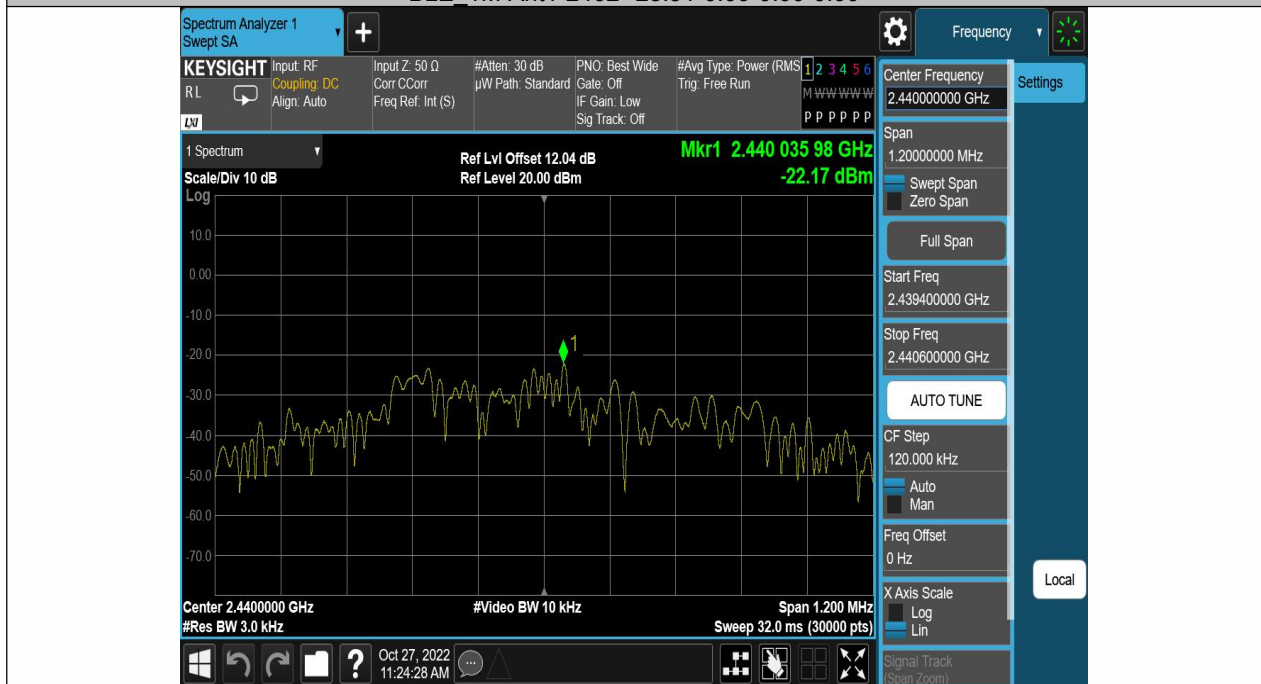 Spectrum Analyzer 1
Swept SA
+
Frequency
KEYSIGHT
RL
LXI
Input: RF
Coupling: DC
Align: Auto
Input Z: 50 Ω
Corr CCorr
Freq Ref: Int (S)
#Atten: 30 dB
µW Path: Standard
PNO: Best Wide
Gate: Off
IF Gain: Low
Sig Track: Off
#Avg Type: Power (RMS
Trig: Free Run
1 2 3 4 5 6
M W W W W W
P P P P P P
1 Spectrum
Scale/Div 10 dB
Log
Ref Lvl Offset 12.04 dB
Ref Level 20.00 dBm
Mkr1 2.440 035 98 GHz
-22.17 dBm
10.0
0.00
-10.0
1
-20.0
-30.0
-40.0
-50.0
-60.0
-70.0
Center 2.4400000 GHz
#Video BW 10 kHz
Span 1.200 MHz
#Res BW 3.0 kHz
Sweep 32.0 ms (30000 pts)
?
Oct 27, 2022
11:24:28 AM
Center Frequency
2.440000000 GHz
Settings
Span
1.20000000 MHz
Swept Span
Zero Span
Full Span
Start Freq
2.439400000 GHz
Stop Freq
2.440600000 GHz
AUTO TUNE
CF Step
120.000 kHz
Auto
Man
Freq Offset
0 Hz
X Axis Scale
Log
Lin
Local
Signal Track
(Span Zoom)